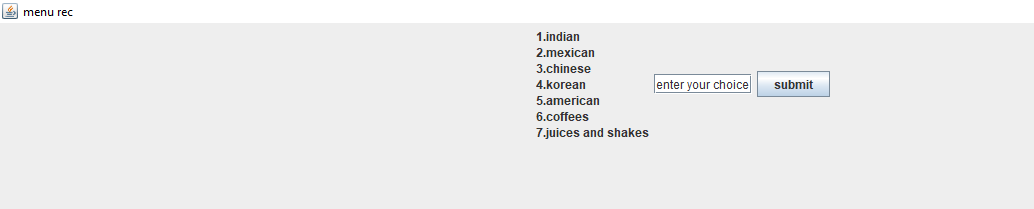 menu rec
1.indian
2.mexican
3.chinese
4.korean
5.american
6.coffees
7.juices and shakes
enter your choice
submit